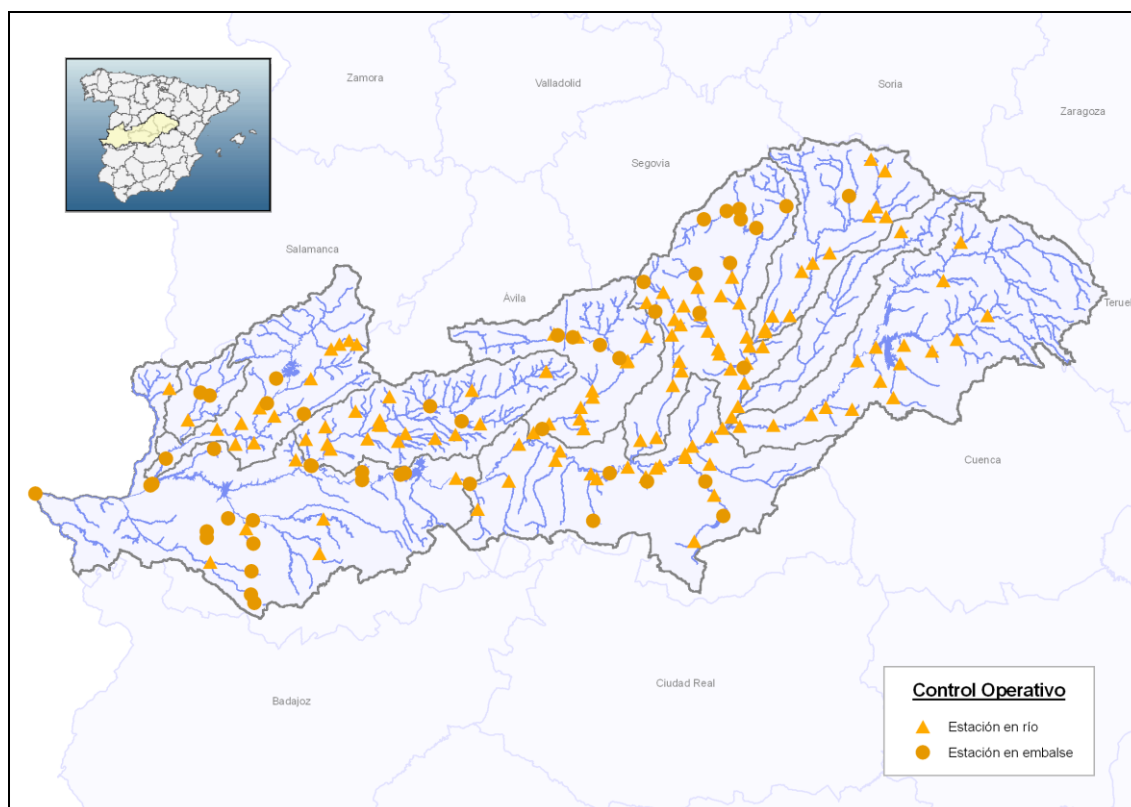 Zamora
Valladolid
Soria
Zaragoza
Segovia
Salamanca
Ávila
Teruel
Cuenca
Badajoz
Ciudad Real
Control Operativo
Estación en río
Estación en embalse